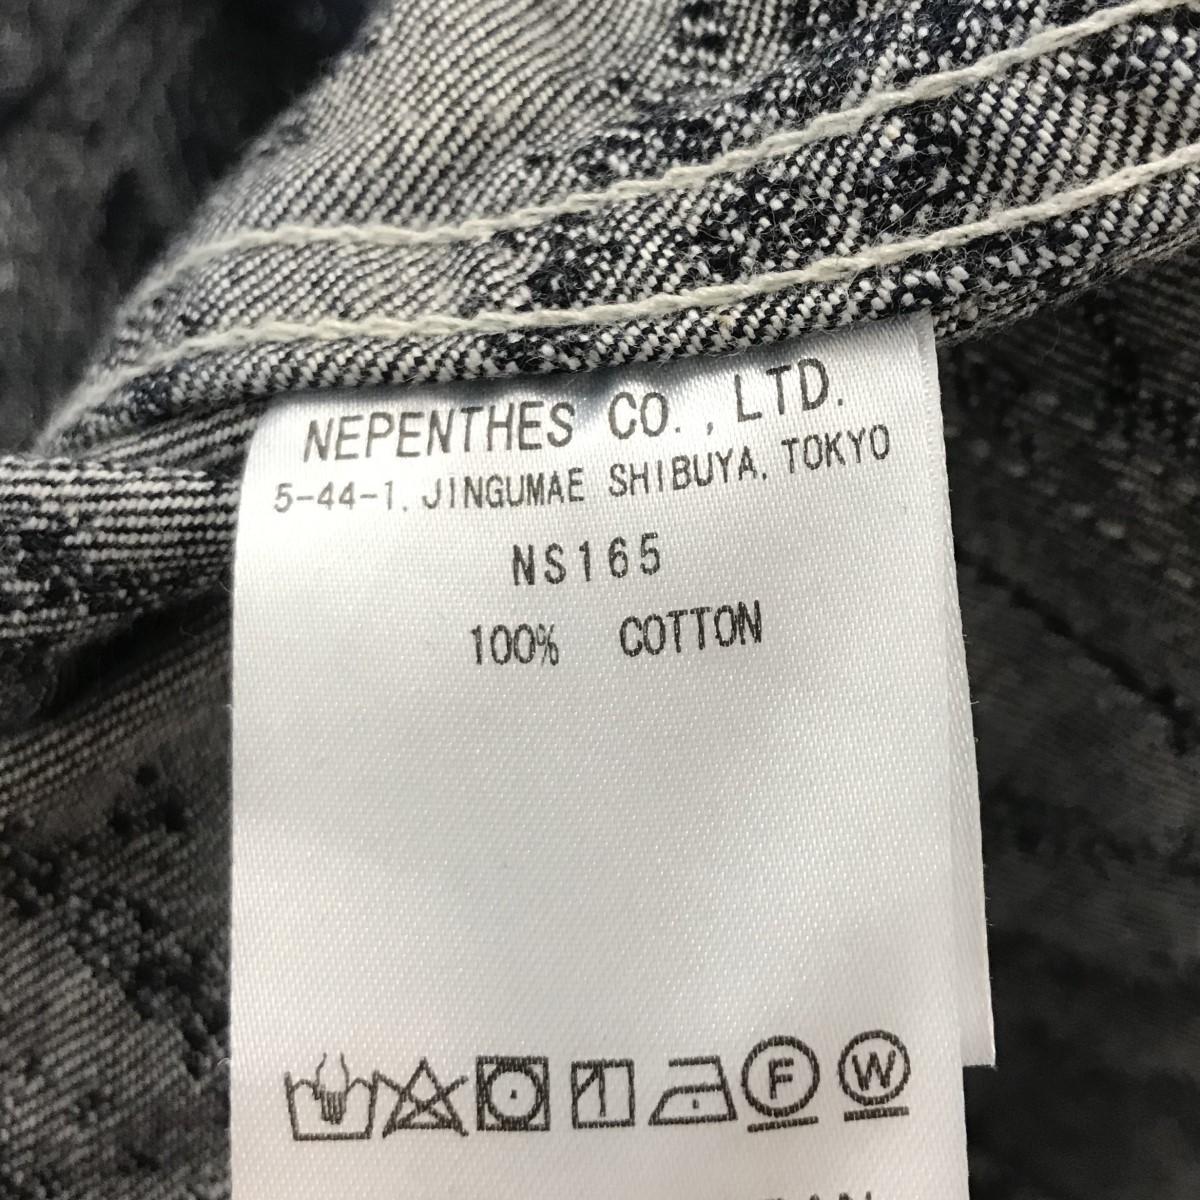 NEPENTHES CO., LTD.
5-44-1, JINGUMAE SHIBUYA, TOKYO
NS165
100% COTTON
F W